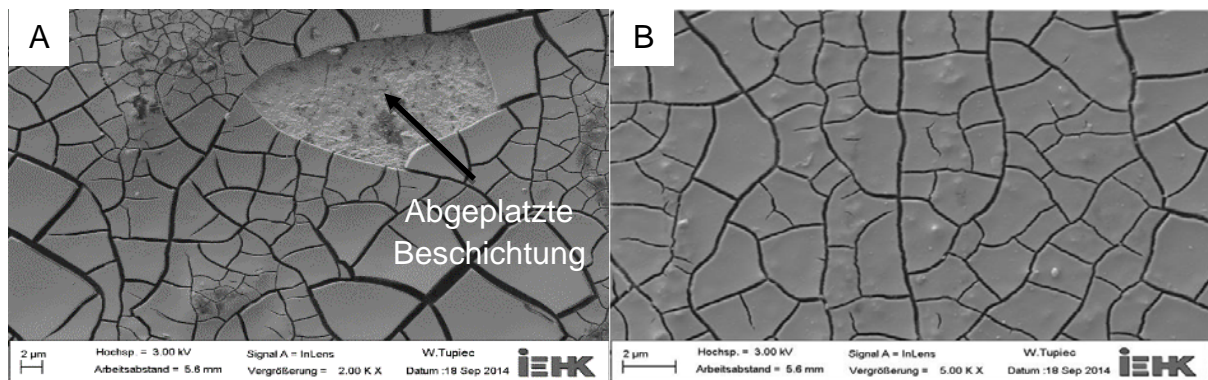 A
Abgeplatzte
Beschichtung
2 µm
Hochsp. = 3.00 kV
Signal A = InLens
W.Tupiec
Arbeitsabstand = 5.6 mm
Vergrößerung = 2.00 K X
Datum :18 Sep 2014
iEHK
B
2 µm
Hochsp. = 3.00 kV
Signal A = InLens
W.Tupiec
Arbeitsabstand = 5.6 mm
Vergrößerung = 5.00 K X
Datum :18 Sep 2014
iEHK